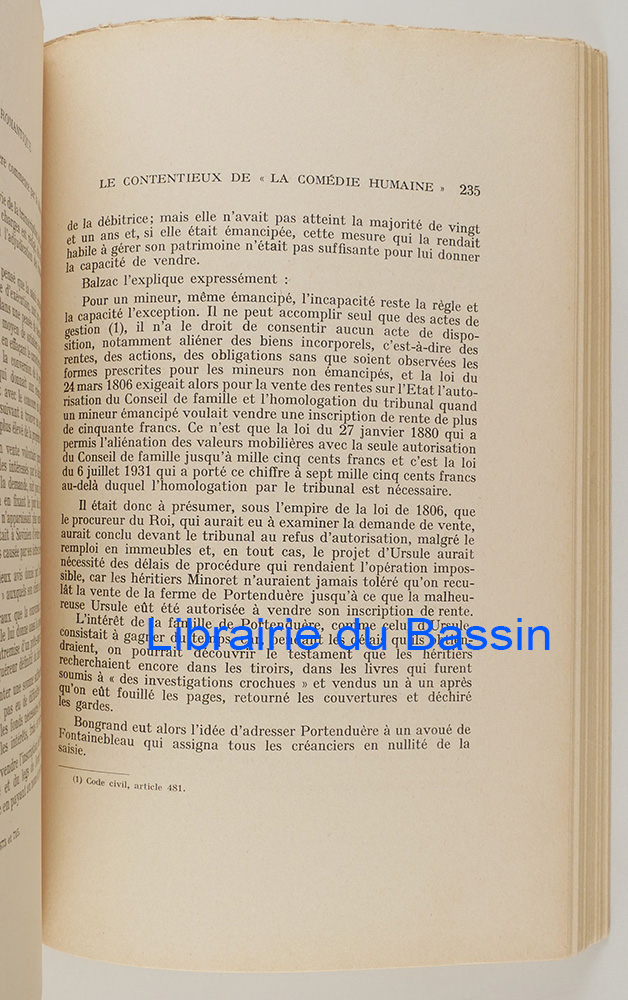 ROMANTIQUE
LE CONTENTIEUX DE « LA COMÉDIE HUMAINE » 235
de la débitrice; mais elle n'avait pas atteint la majorité de vingt
et un ans et, si elle était émancipée, cette mesure qui la rendait
habile à gérer son patrimoine n'était pas suffisante pour lui donner
la capacité de vendre.
Balzac l'explique expressément :
Pour un mineur, même émancipé, l'incapacité reste la règle et
la capacité l'exception. Il ne peut accomplir seul que des actes de
gestion (1), il n'a le droit de consentir aucun acte de dispo-
sition, notamment aliéner des biens incorporels, c'est-à-dire des
rentes, des actions, des obligations sans que soient observées les
formes prescrites pour les mineurs non émancipés, et la loi du
24 mars 1806 exigeait alors pour la vente des rentes sur l'Etat l'auto-
risation du Conseil de famille et l'homologation du tribunal quand
un mineur émancipé voulait vendre une inscription de rente de plus
de cinquante francs. Ce n'est que la loi du 27 janvier 1880 qui a
permis l'aliénation des valeurs mobilières avec la seule autorisation
du Conseil de famille jusqu'à mille cinq cents francs et c'est la loi
du 6 juillet 1931 qui a porté ce chiffre à sept mille cinq cents francs
au-delà duquel l'homologation par le tribunal est nécessaire.
Il était donc à présumer, sous l'empire de la loi de 1806, que
le procureur du Roi, qui aurait eu à examiner la demande de vente,
aurait conclu devant le tribunal au refus d'autorisation, malgré le
remploi en immeubles et, en tout cas, le projet d'Ursule aurait
nécessité des délais de procédure qui rendaient l'opération impos-
sible, car les héritiers Minoret n'auraient jamais toléré qu'on recu-
lât la vente de la ferme de Portenduère jusqu'à ce que la malheu-
reuse Ursule eût été autorisée à vendre son inscription de rente.
L'intérêt de la famille de Portenduère, comme celui d'Ursule
consistait à gagner du temps, car, pendant les délais qu'ils
draient, on pourrait découvrir le testament que les héritiers
recherchaient encore dans les tiroirs, dans les livres qui furent
soumis à « des investigations crochues » et vendus un à un après
qu'on eût fouillé les pages, retourné les couvertures et déchiré
les gardes.
Bongrand eut alors l'idée d'adresser Portenduère à un avoué de
Fontainebleau qui assigna tous les créanciers en nullité de la
saisie.
(1) Code civil, article 481.
Librairie du Bassin